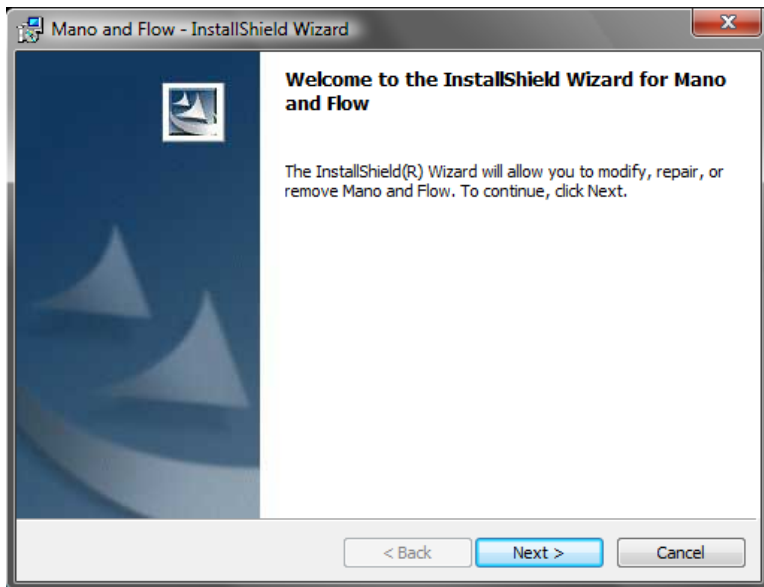 Mano and Flow - InstallShield Wizard
X
Welcome to the InstallShield Wizard for Mano
and Flow
The InstallShield(R) Wizard will allow you to modify, repair, or
remove Mano and Flow. To continue, click Next.
< Back Next > Cancel